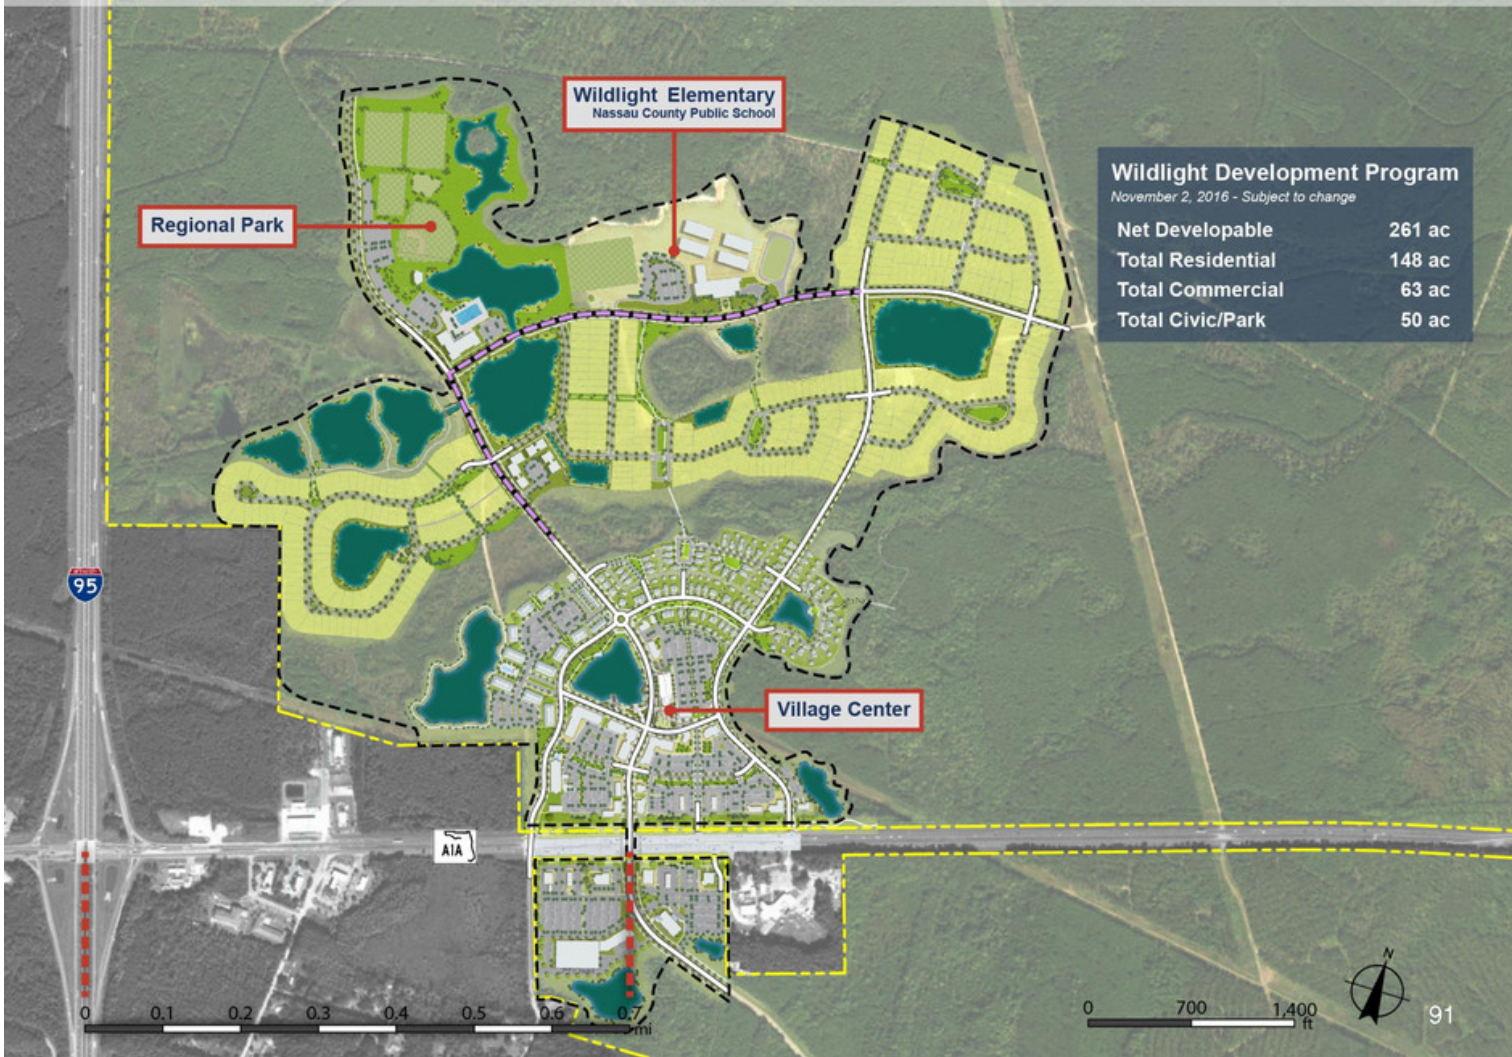 Wildlight Elementary
Nassau County Public School
Regional Park
Wildlight Development Program
November 2, 2016 - Subject to change
Net Developable 261 ac
Total Residential 148 ac
Total Commercial 63 ac
Total Civic/Park 50 ac
95
Village Center
A1A
N
0 0.1 0.2 0.3 0.4 0.5 0.6 0.7
mi
0 700 1,400
ft
91